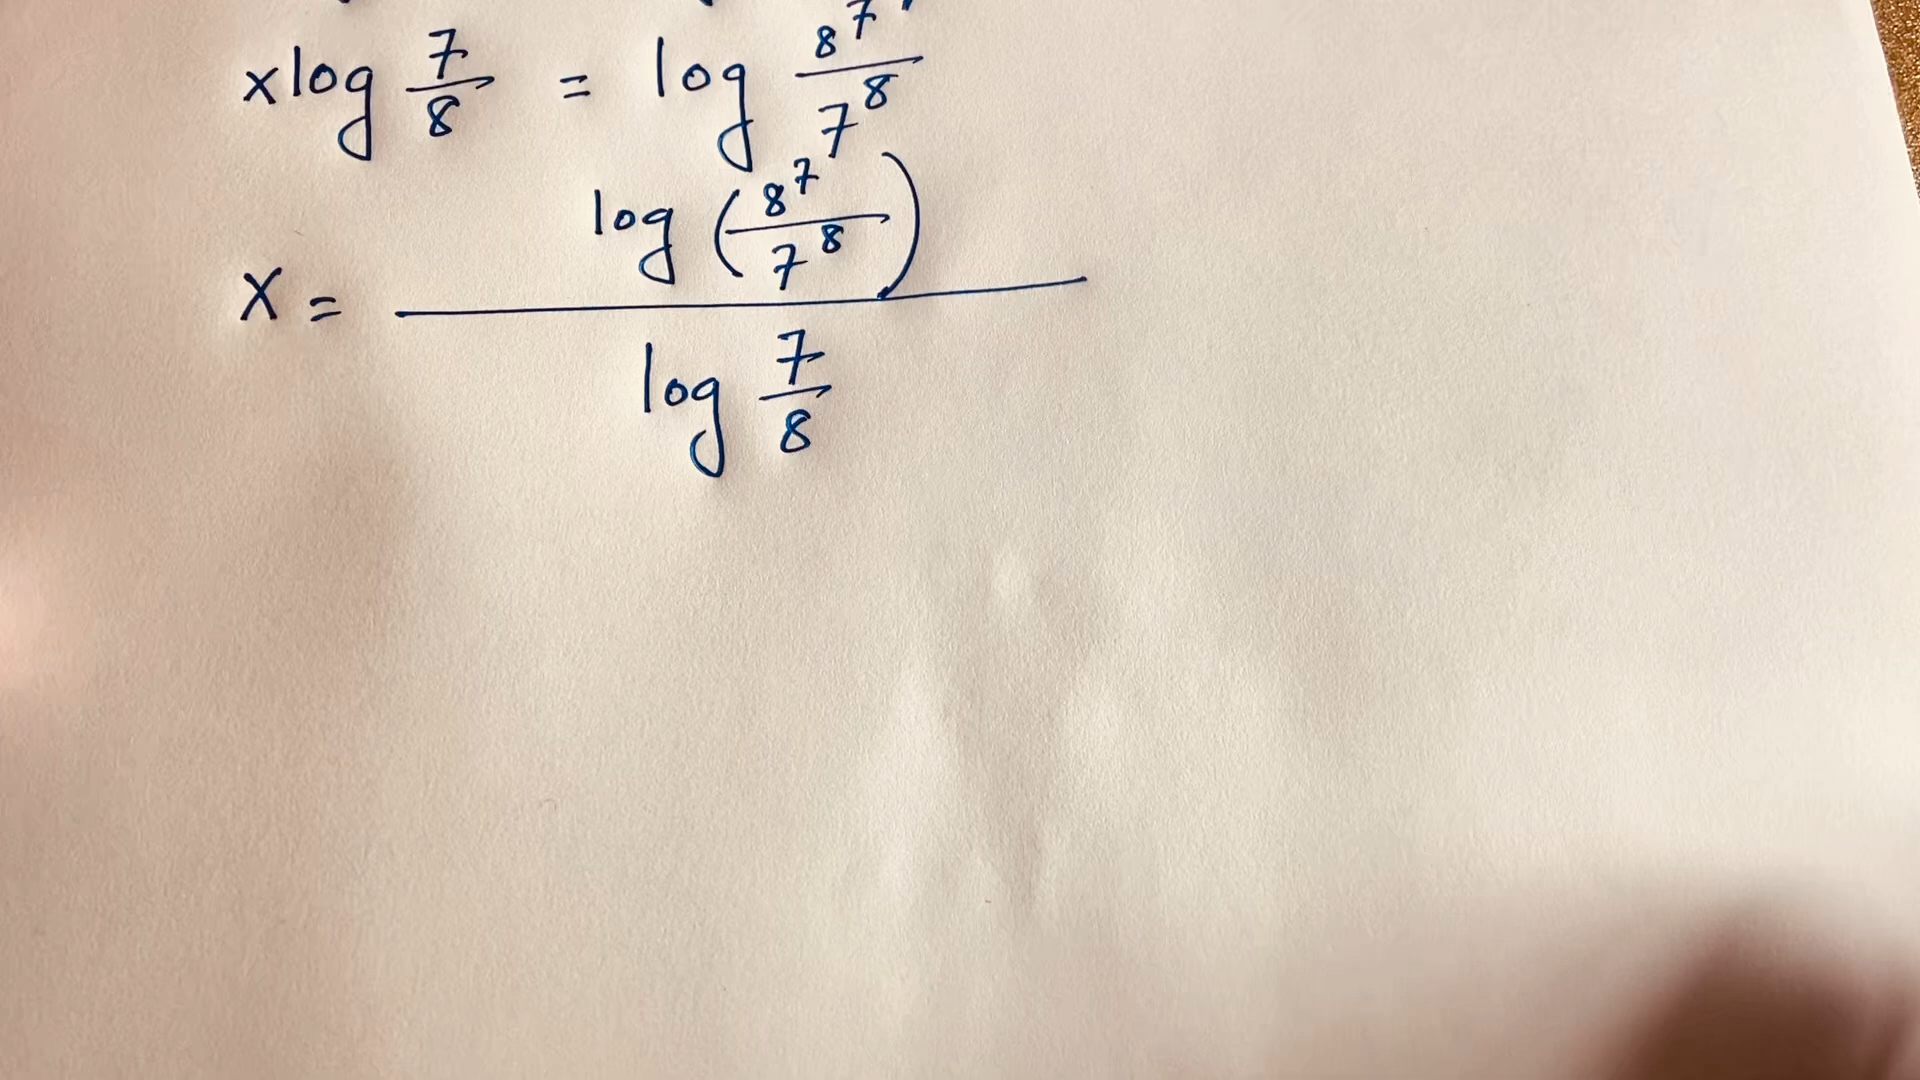 x log 7/8 = log 8^7/7^8
x = log (8^7/7^8) / log 7/8